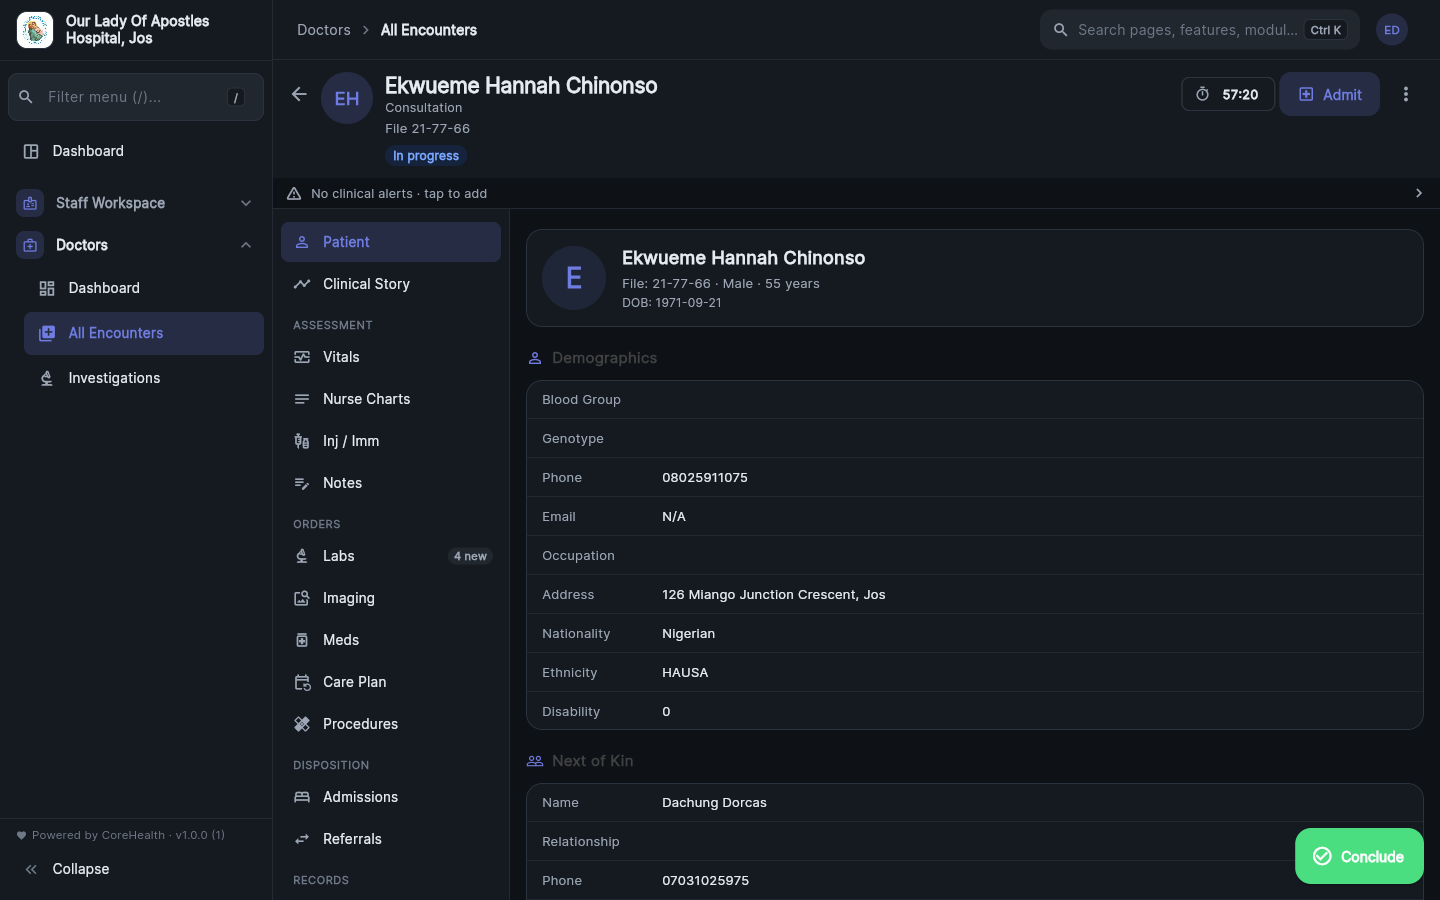 Our Lady Of Apostles
Hospital, Jos
Filter menu (/)...
/
Dashboard
Staff Workspace
Doctors
Dashboard
All Encounters
Investigations
Powered by CoreHealth · v1.0.0 (1)
Collapse
Doctors
All Encounters
Search pages, features, modul...
Ctrl K
ED
EH
Ekwueme Hannah Chinonso
Consultation
File 21-77-66
In progress
57:20
Admit
No clinical alerts · tap to add
Patient
Clinical Story
ASSESSMENT
Vitals
Nurse Charts
Inj / Imm
Notes
ORDERS
Labs
4 new
Imaging
Meds
Care Plan
Procedures
DISPOSITION
Admissions
Referrals
RECORDS
E
Ekwueme Hannah Chinonso
File: 21-77-66 · Male · 55 years
DOB: 1971-09-21
Demographics
Blood Group
Genotype
Phone 08025911075
Email N/A
Occupation
Address 126 Miango Junction Crescent, Jos
Nationality Nigerian
Ethnicity HAUSA
Disability 0
Next of Kin
Name Dachung Dorcas
Relationship
Phone 07031025975
Conclude